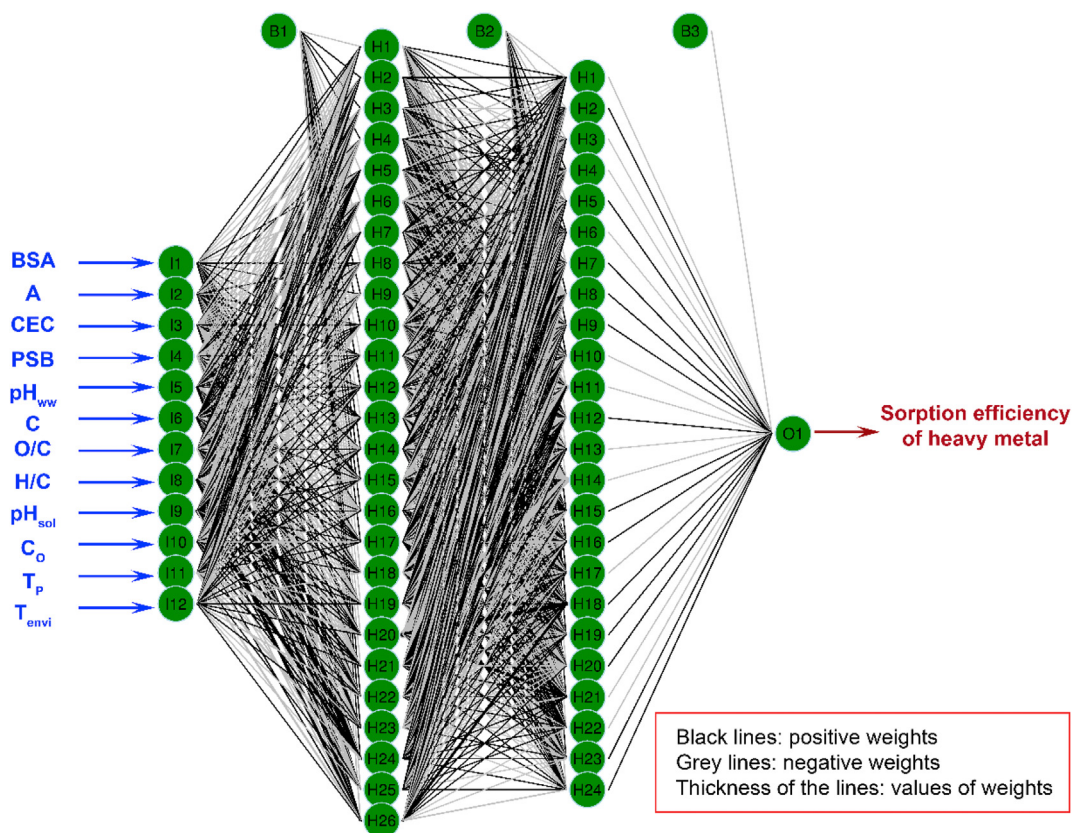 B1
B2
B3
H1
H2
H3
H4
H5
H6
H7
H8
H9
H10
H11
H12
H13
H14
H15
H16
H17
H18
H19
H20
H21
H22
H23
H24
H25
H26
H1
H2
H3
H4
H5
H6
H7
H8
H9
H10
H11
H12
H13
H14
H15
H16
H17
H18
H19
H20
H21
H22
H23
H24
BSA
A
CEC
PSB
pHww
C
O/C
H/C
pHsol
CO
TP
Tenvi
I1
I2
I3
I4
I5
I6
I7
I8
I9
I10
I11
I12
O1
Sorption efficiency
of heavy metal
Black lines: positive weights
Grey lines: negative weights
Thickness of the lines: values of weights